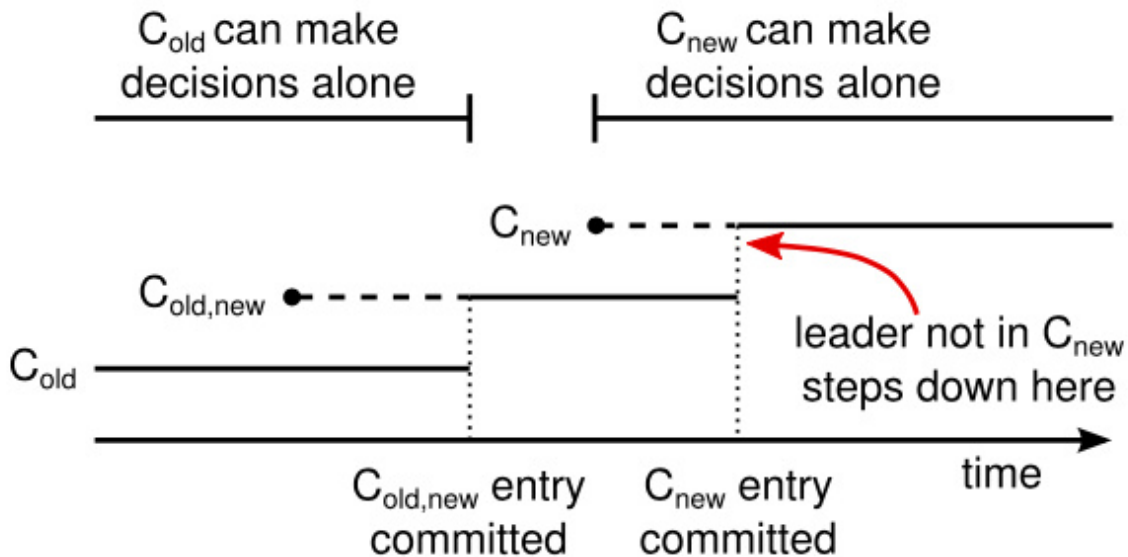 C_old can make
decisions alone
C_new can make
decisions alone
C_new
C_old,new
C_old
leader not in C_new
steps down here
time
C_old,new entry
committed
C_new entry
committed